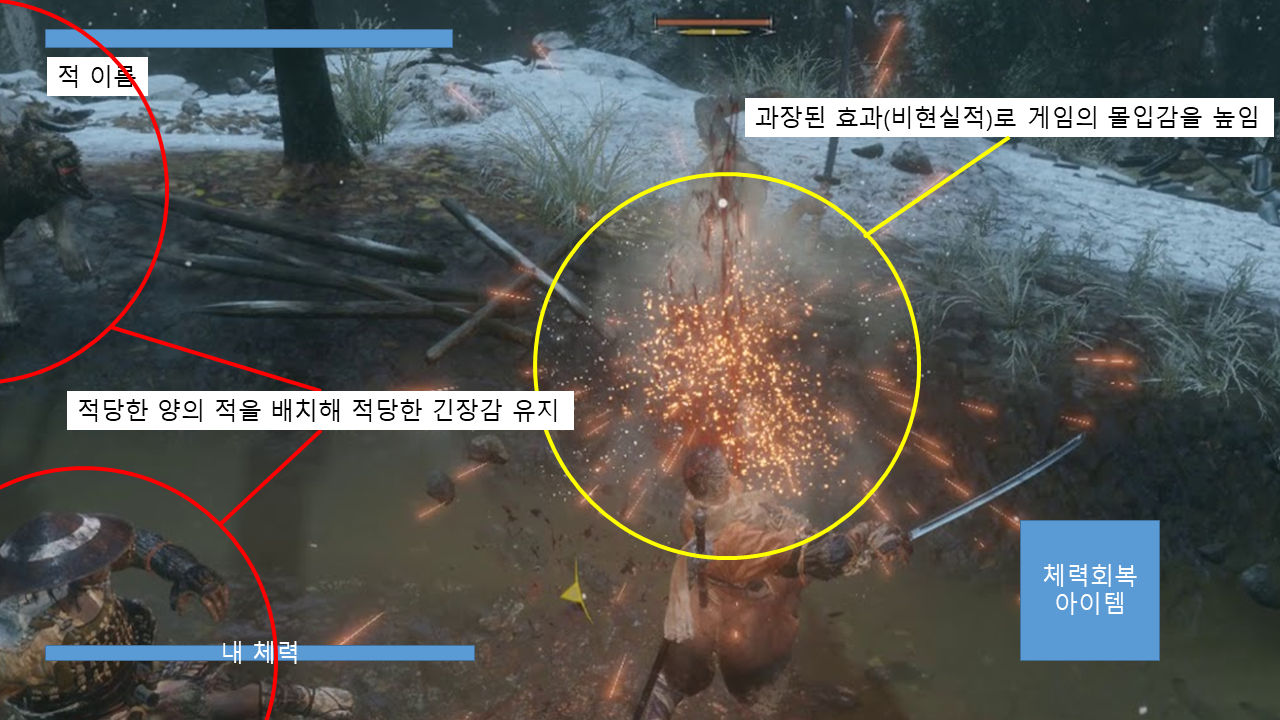 적 이름
과장된 효과(비현실적)로 게임의 몰입감을 높임
적당한 양의 적을 배치해 적당한 긴장감 유지
체력회복
아이템
내 체력